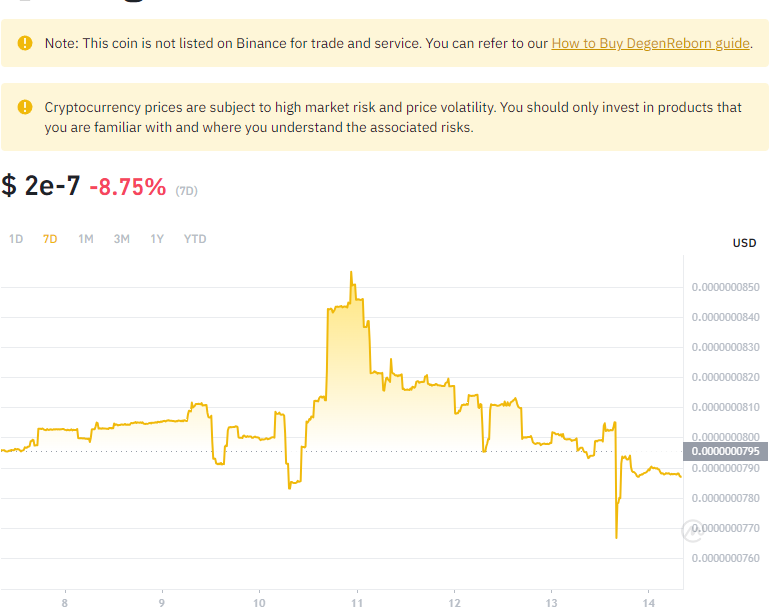 Note: This coin is not listed on Binance for trade and service. You can refer to our How to Buy DegenReborn guide.
Cryptocurrency prices are subject to high market risk and price volatility. You should only invest in products that
you are familiar with and where you understand the associated risks.
$ 2e-7 -8.75% (7D)
1D 7D 1M 3M 1Y YTD
USD
0.0000000850
0.0000000840
0.0000000830
0.0000000820
0.0000000810
0.0000000800
0.0000000795
0.0000000790
0.0000000780
0.0000000770
0.0000000760
8 9 10 11 12 13 14